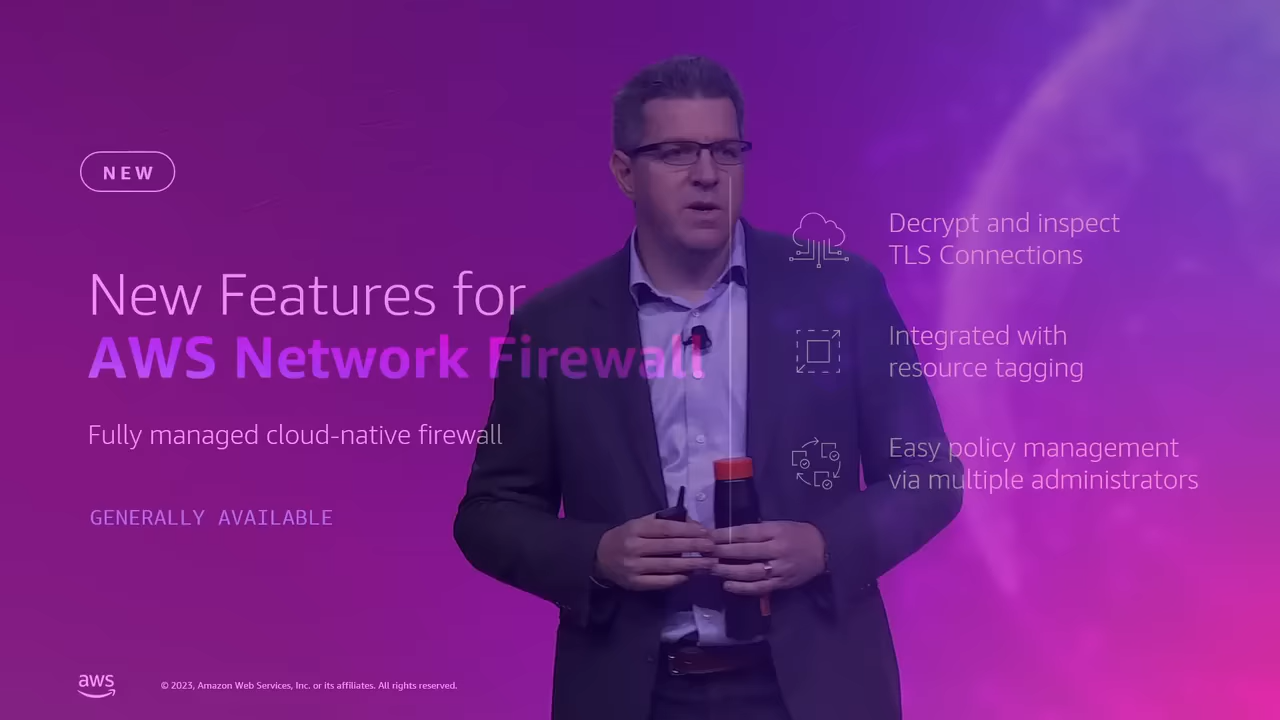 NEW
New Features for
AWS Network Firewall
Fully managed cloud-native firewall
GENERALLY AVAILABLE
Decrypt and inspect
TLS Connections
Integrated with
resource tagging
Easy policy management
via multiple administrators
aws
© 2023, Amazon Web Services, Inc. or its affiliates. All rights reserved.